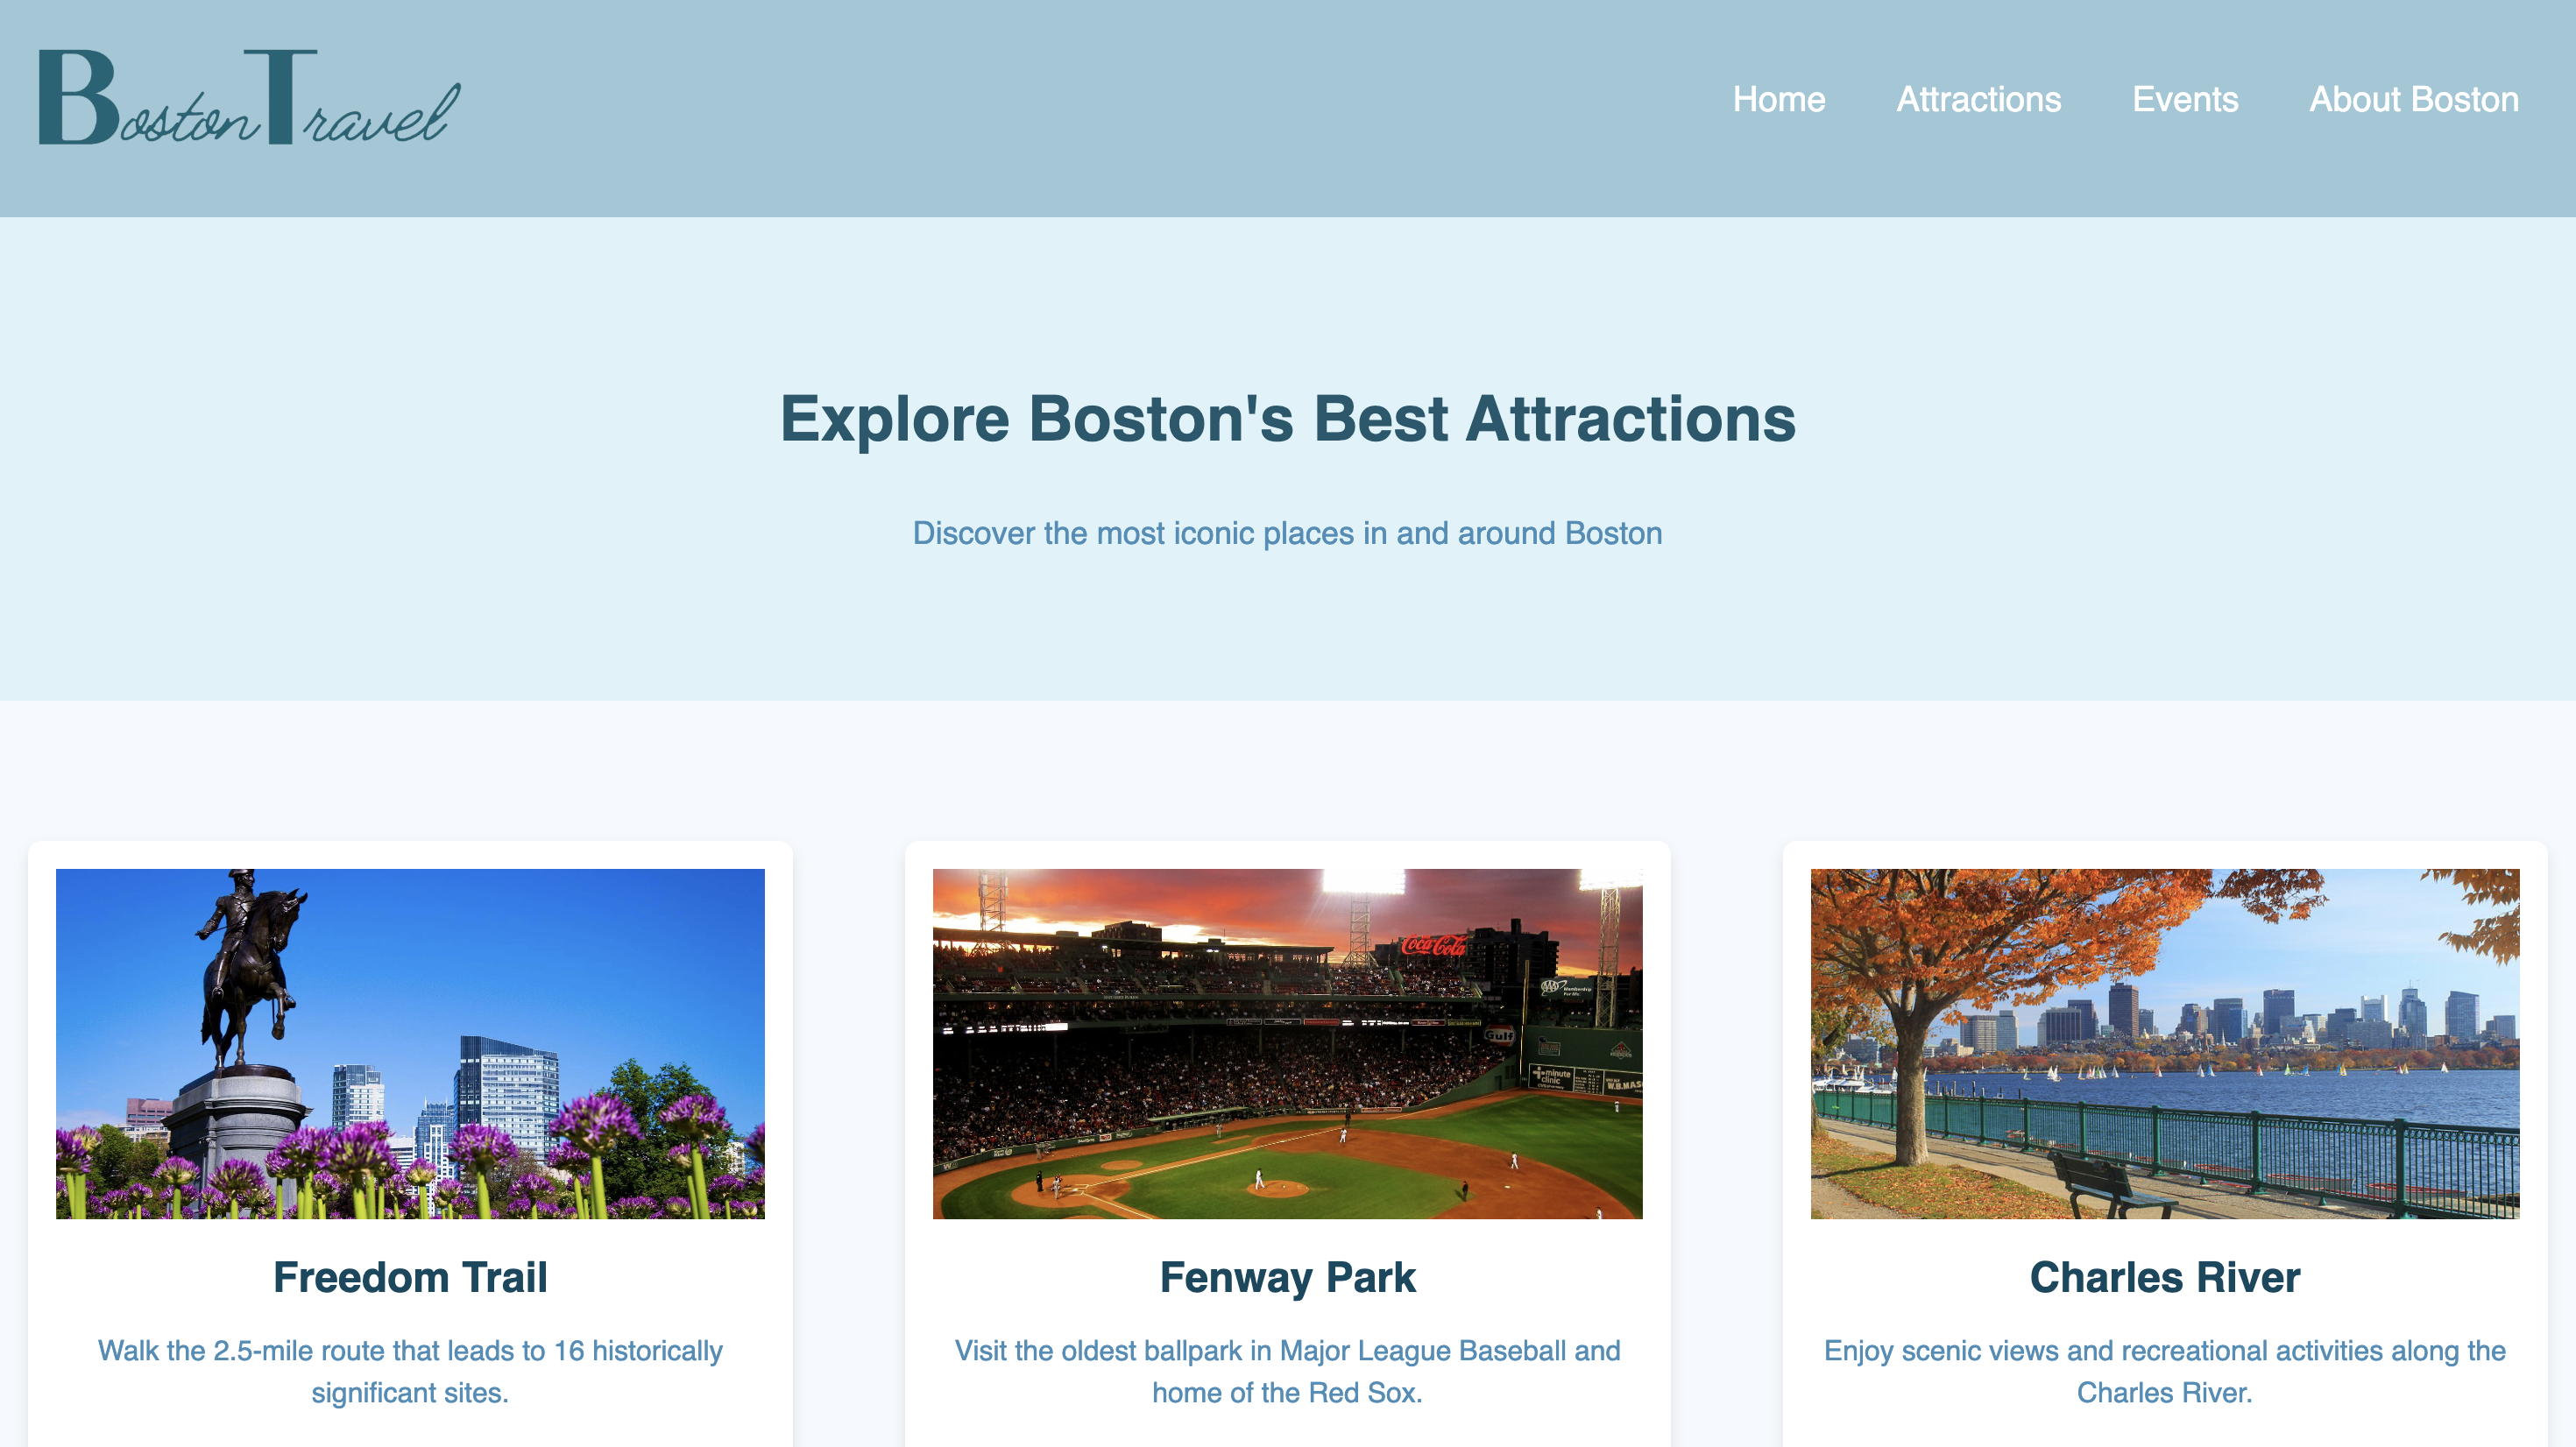 BostonTravel
Home Attractions Events About Boston
Explore Boston's Best Attractions
Discover the most iconic places in and around Boston
Coca-Cola
Gulf
minute
clinic
Freedom Trail
Fenway Park
Charles River
Walk the 2.5-mile route that leads to 16 historically
significant sites.
Visit the oldest ballpark in Major League Baseball and
home of the Red Sox.
Enjoy scenic views and recreational activities along the
Charles River.